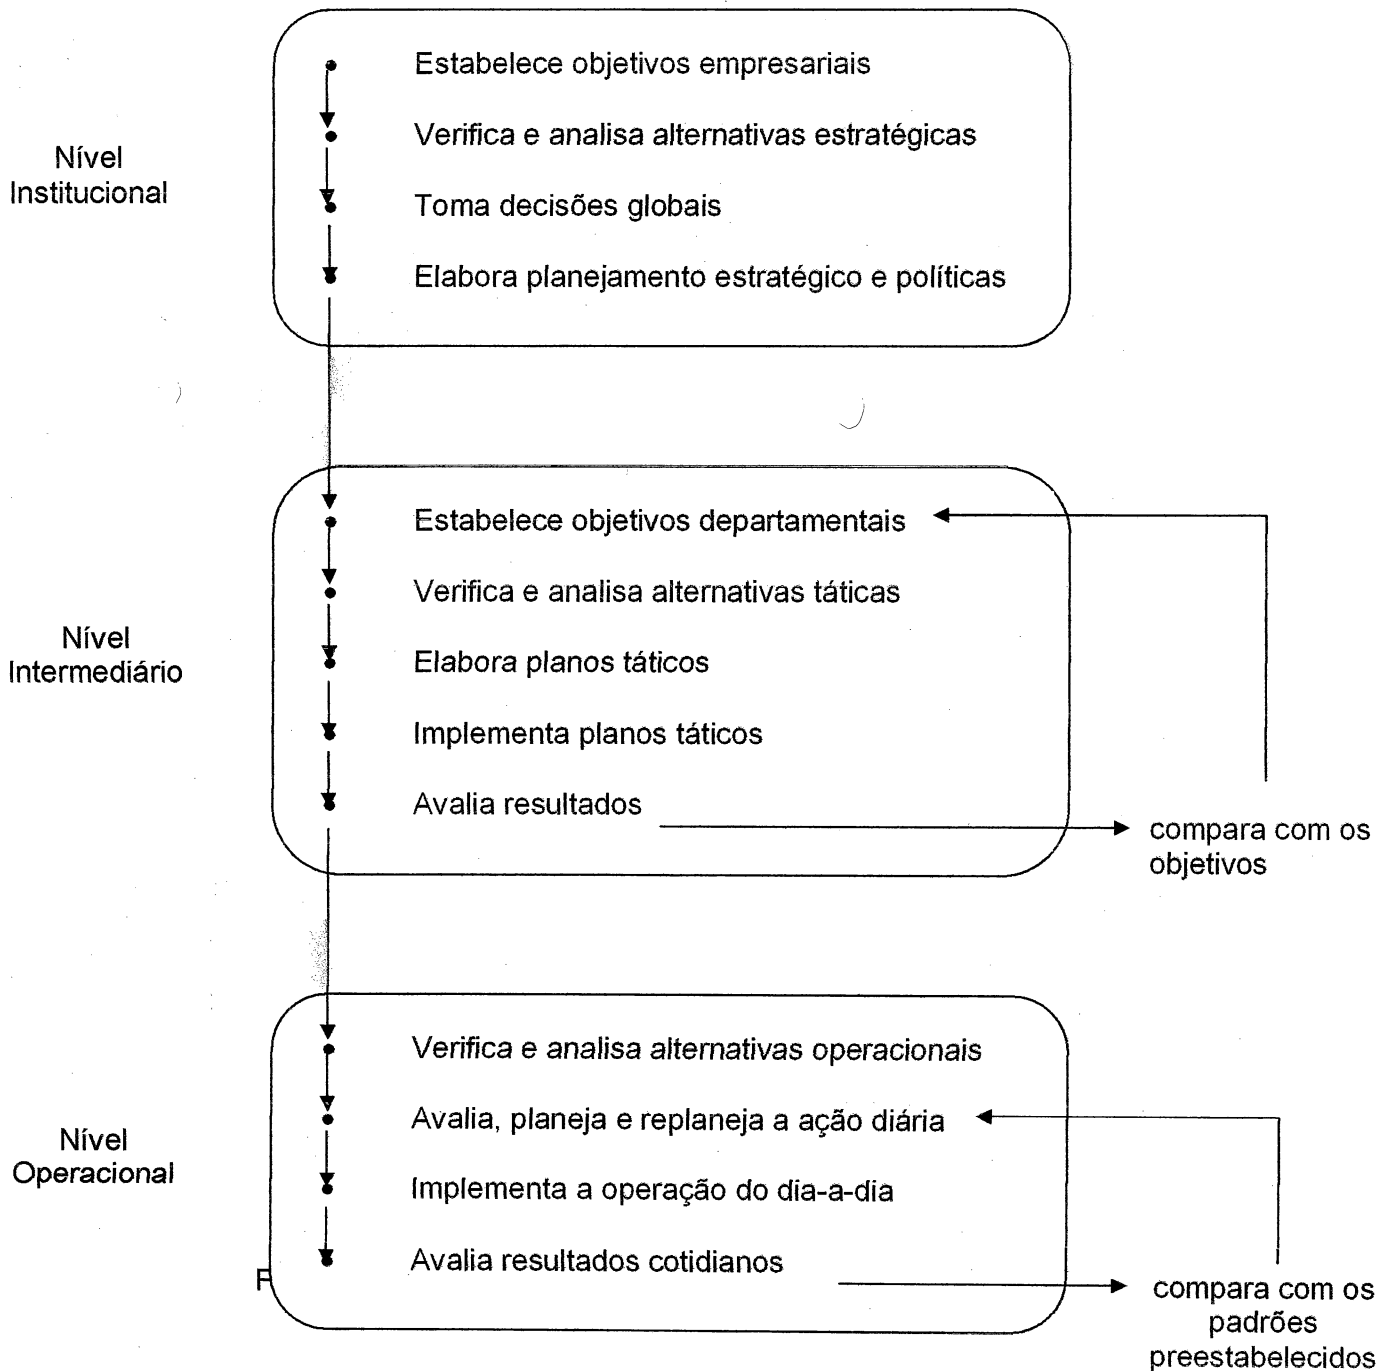 Estabelece objetivos empresariais
Verifica e analisa alternativas estratégicas
Nível
Institucional
Toma decisões globais
Elabora planejamento estratégico e políticas
Estabelece objetivos departamentais
Verifica e analisa alternativas táticas
Nível
Intermediário
Elabora planos táticos
Implementa planos táticos
Avalia resultados
compara com os
objetivos
Verifica e analisa alternativas operacionais
Avalia, planeja e replaneja a ação diária
Nível
Operacional
Implementa a operação do dia-a-dia
Avalia resultados cotidianos
F
compara com os
padrões
preestabelecidos